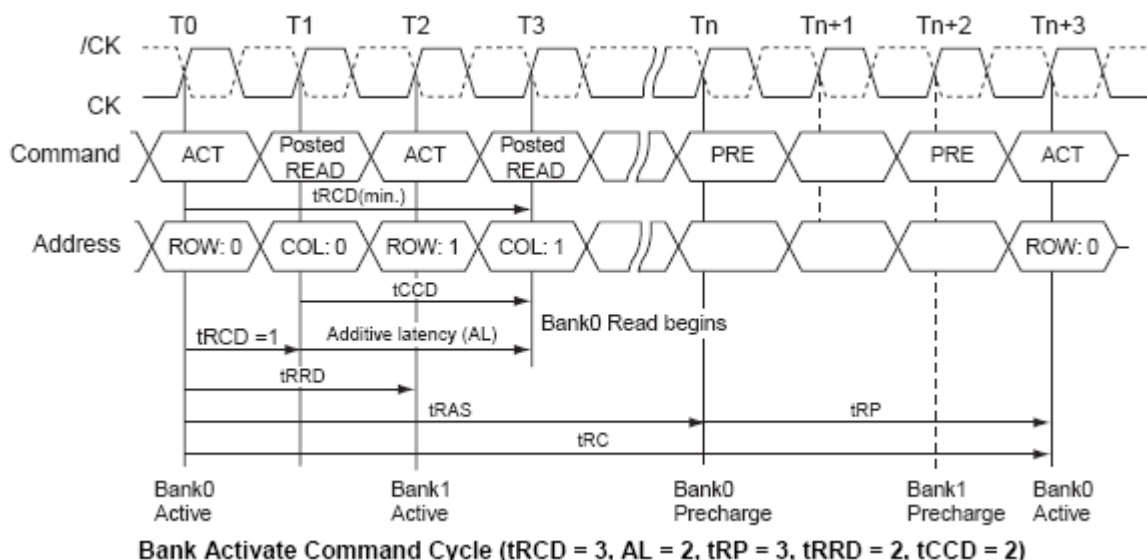 T0 T1 T2 T3 Tn Tn+1 Tn+2 Tn+3
/CK
CK
Command ACT Posted READ ACT Posted READ PRE PRE ACT
tRCD(min.)
Address ROW: 0 COL: 0 ROW: 1 COL: 1 ROW: 0
tCCD
Bank0 Read begins
tRCD =1 Additive latency (AL)
tRRD
tRAS tRP
tRC
Bank0 Active Bank1 Active Bank0 Precharge Bank1 Precharge Bank0 Active
Bank Activate Command Cycle (tRCD = 3, AL = 2, tRP = 3, tRRD = 2, tCCD = 2)